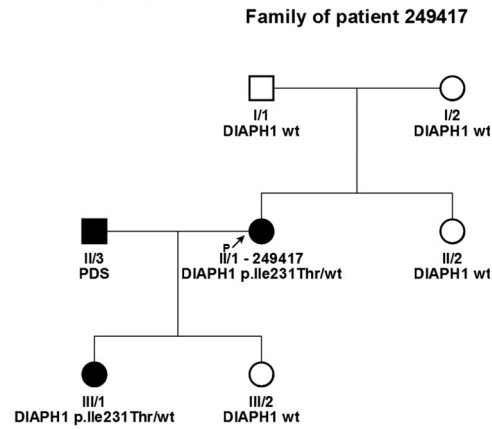 Family of patient 249417
I/1
DIAPH1 wt
I/2
DIAPH1 wt
P
II/3
PDS
II/1 - 249417
DIAPH1 p.Ile231Thr/wt
II/2
DIAPH1 wt
III/1
DIAPH1 p.Ile231Thr/wt
III/2
DIAPH1 wt